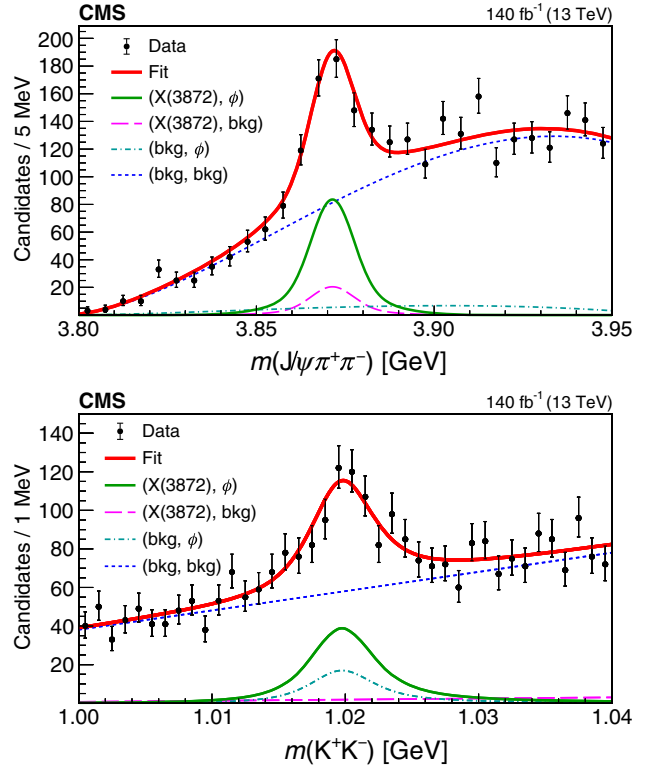 CMS 140 fb⁻¹ (13 TeV)
200
180
160
140
120
100
80
60
40
20
Candidates / 5 MeV
Data
Fit
(X(3872), ϕ)
(X(3872), bkg)
(bkg, ϕ)
(bkg, bkg)
3.80 3.85 3.90 3.95
m(J/ψπ⁺π⁻) [GeV]
CMS 140 fb⁻¹ (13 TeV)
140
120
100
80
60
40
20
Candidates / 1 MeV
Data
Fit
(X(3872), ϕ)
(X(3872), bkg)
(bkg, ϕ)
(bkg, bkg)
1.00 1.01 1.02 1.03 1.04
m(K⁺K⁻) [GeV]